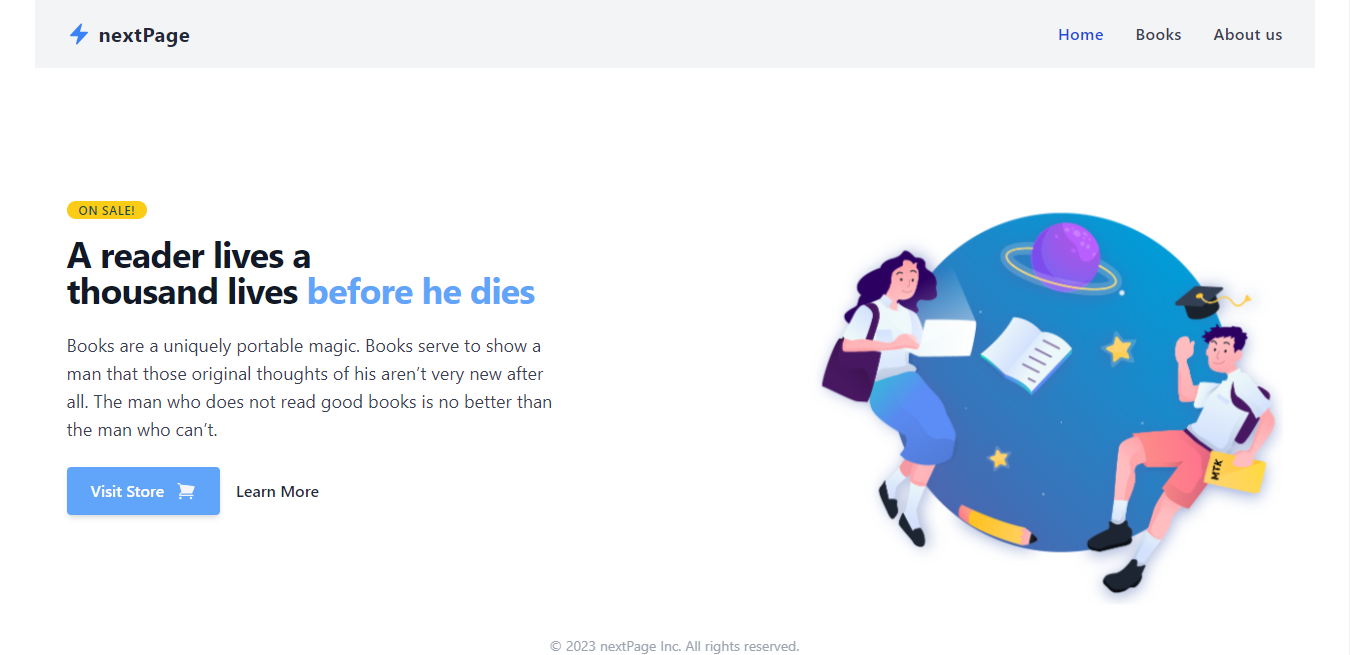 nextPage
Home
Books
About us
ON SALE!
A reader lives a
thousand lives before he dies
Books are a uniquely portable magic. Books serve to show a
man that those original thoughts of his aren’t very new after
all. The man who does not read good books is no better than
the man who can’t.
Visit Store
Learn More
MTK
© 2023 nextPage Inc. All rights reserved.